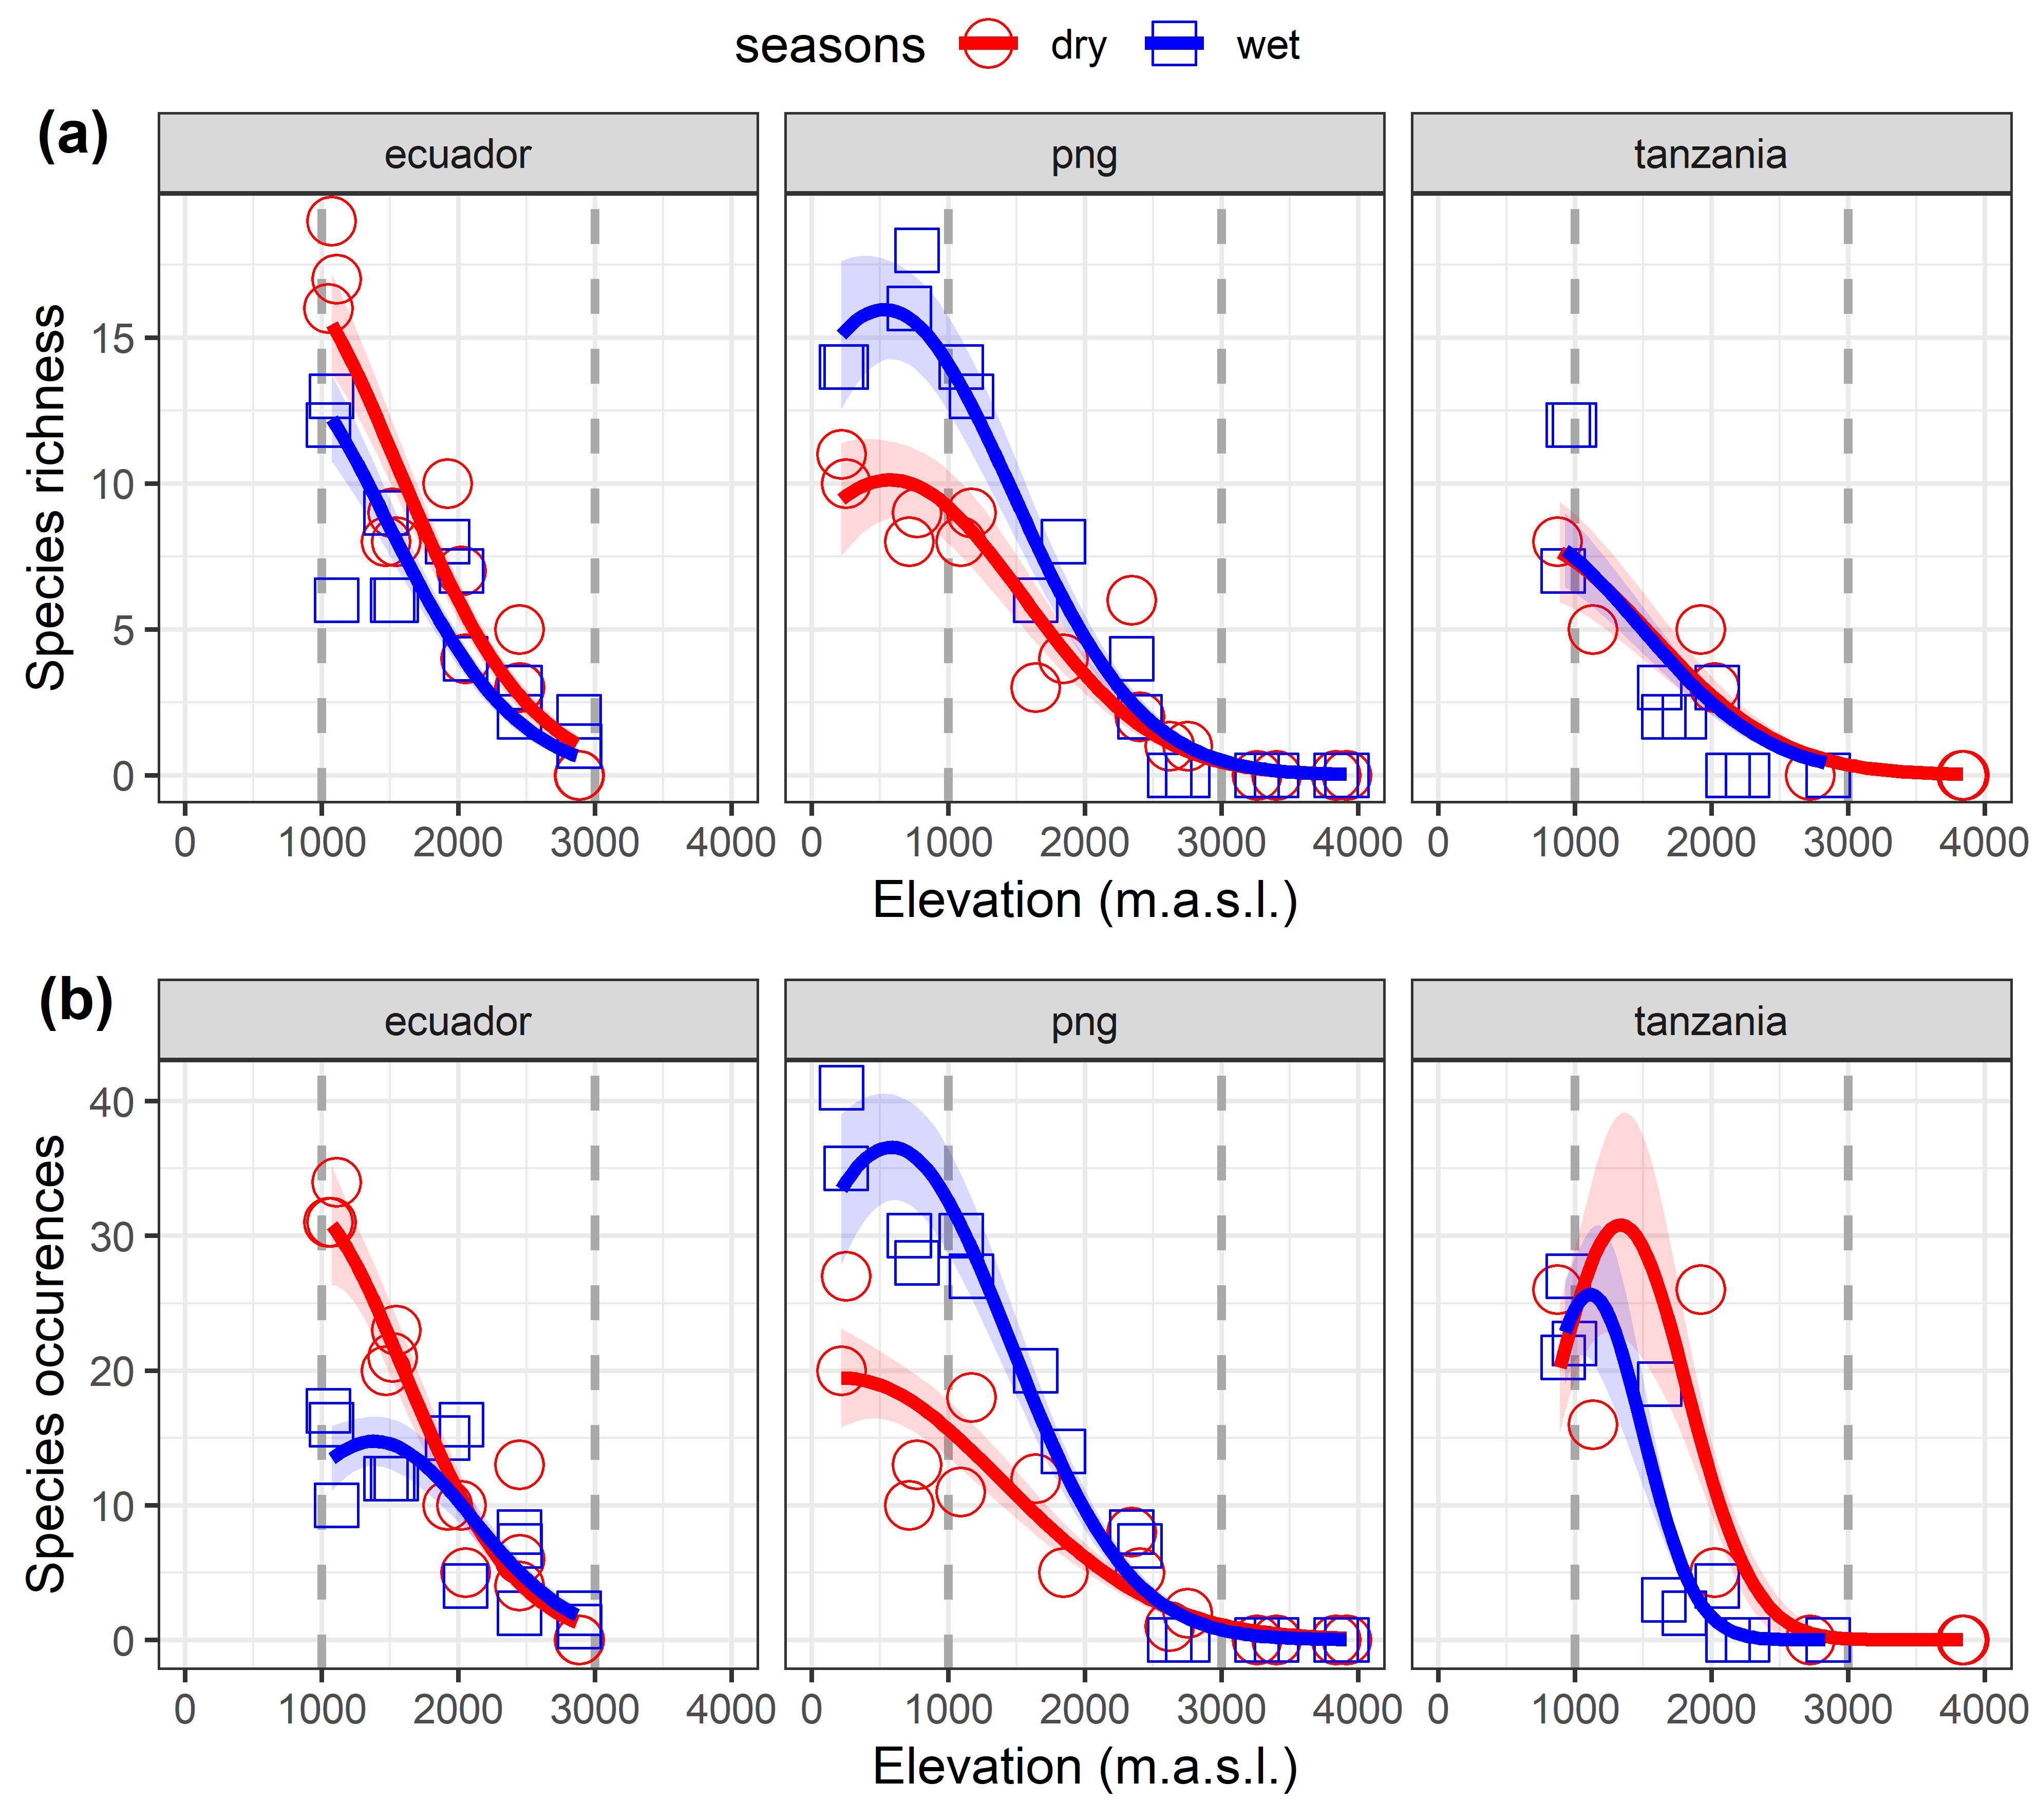 seasons dry wet
(a)
ecuador png tanzania
Species richness
15
10
5
0
0 1000 2000 3000 4000 0 1000 2000 3000 4000 0 1000 2000 3000 4000
Elevation (m.a.s.l.)
(b)
ecuador png tanzania
Species occurences
40
30
20
10
0
0 1000 2000 3000 4000 0 1000 2000 3000 4000 0 1000 2000 3000 4000
Elevation (m.a.s.l.)